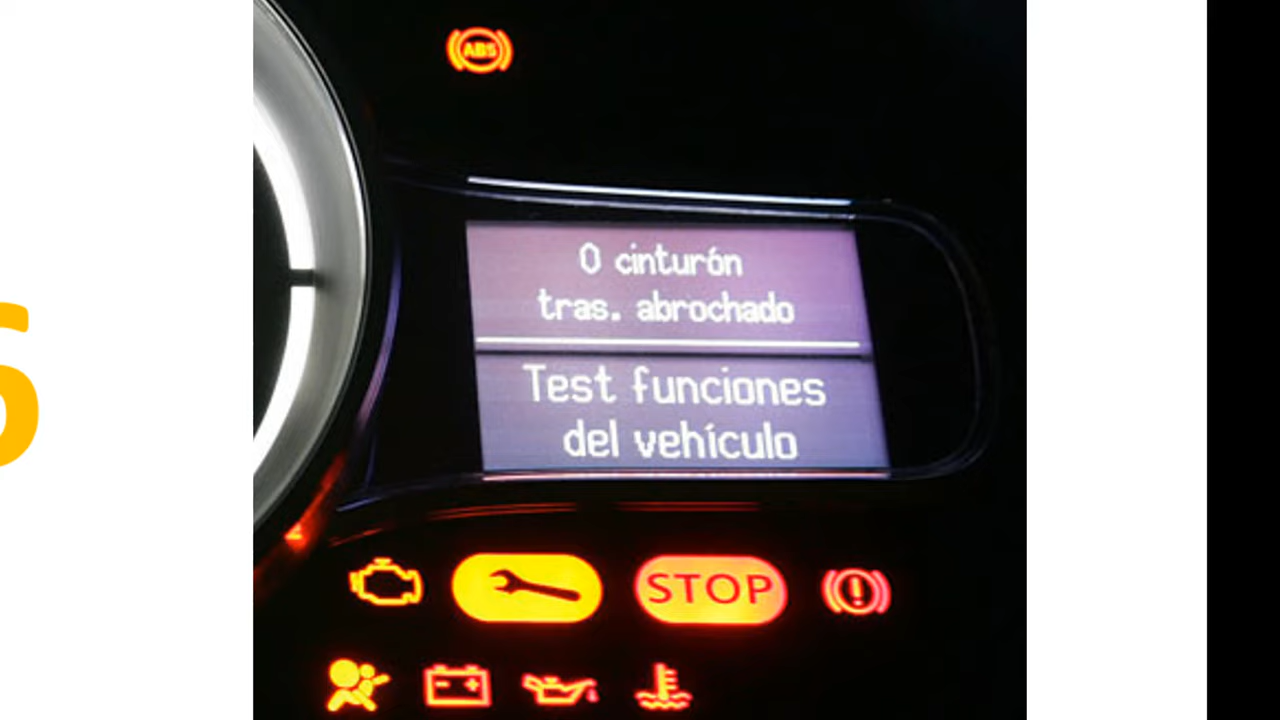 ABS
0 cinturón
tras. abrochado
Test funciones
del vehículo
STOP